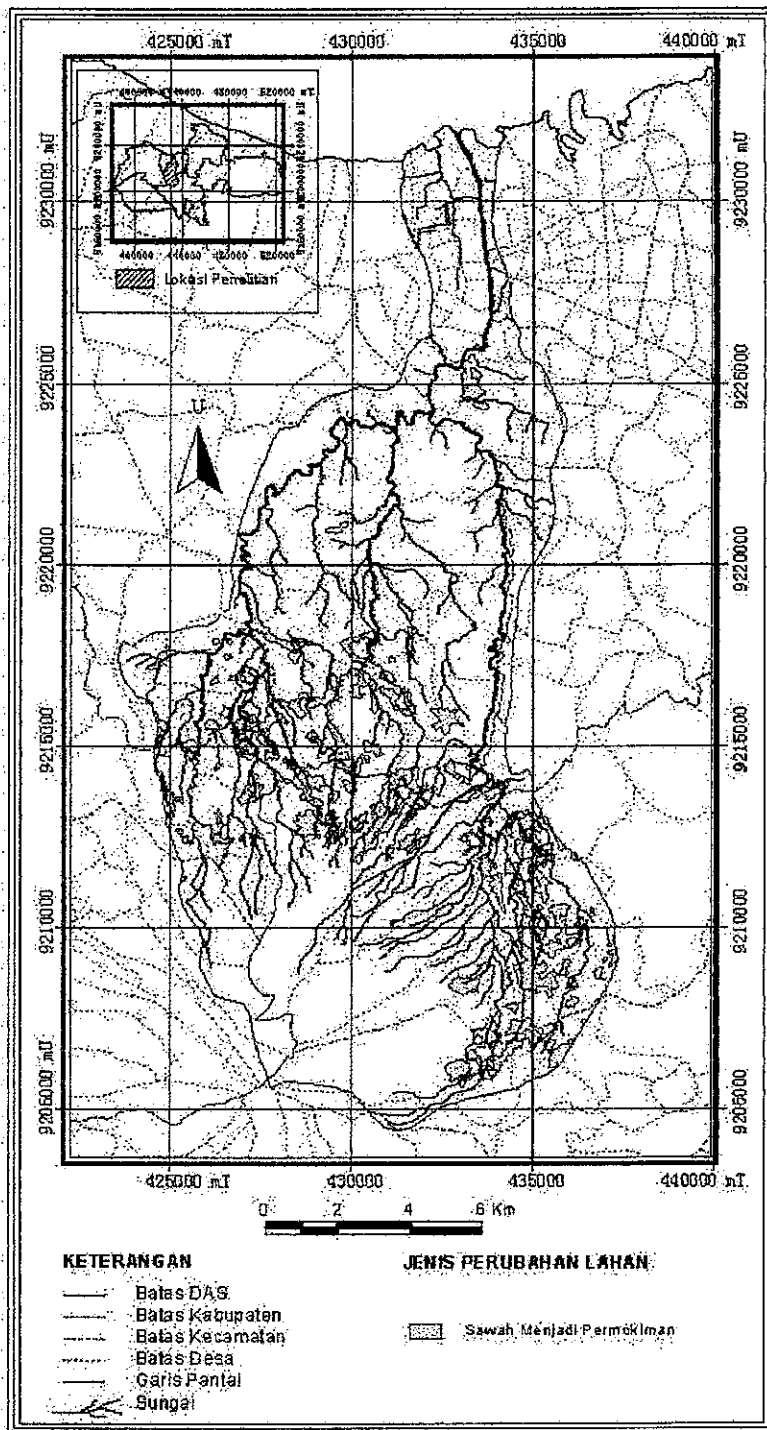 425000 mT 430000 435000 440000 mT
Lokasi Penelitian
U
9230000 mU
9225000
9220000
9215000
9210000
9205000 mU
9230000 mU
9225000
9220000
9215000
9210000
9205000
425000 mT 430000 435000 440000 mT
0 2 4 6 Km
KETERANGAN
Batas DAS
Batas Kabupaten
Batas Kecamatan
Batas Desa
Garis Pantai
Sungai
JENIS PERUBAHAN LAHAN
Sawah Menjadi Permukiman